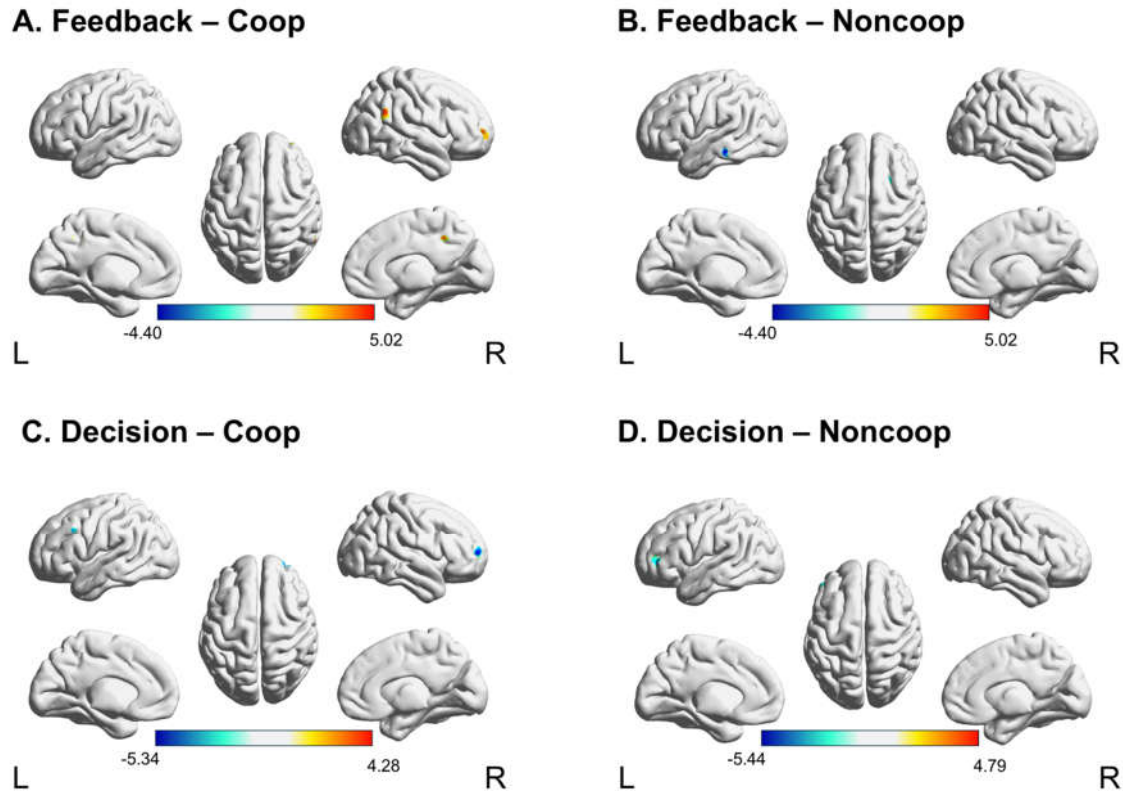 A. Feedback – Coop
B. Feedback – Noncoop
-4.40
5.02
L
R
-4.40
5.02
L
R
C. Decision – Coop
D. Decision – Noncoop
-5.34
4.28
L
R
-5.44
4.79
L
R